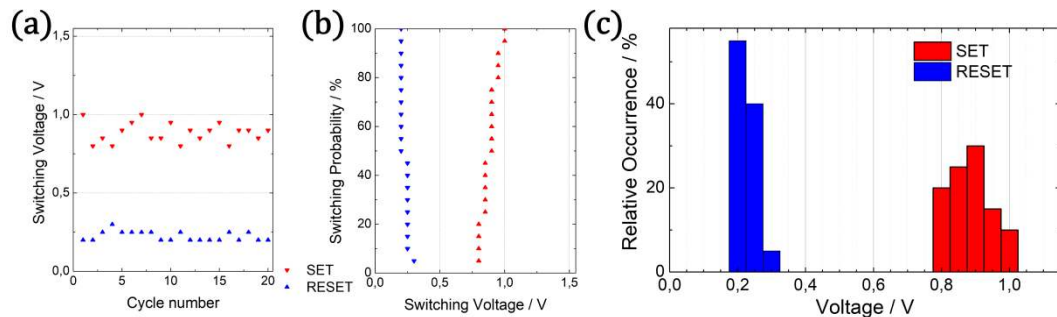 (a)
1,5
1,0
0,5
0,0
Switching Voltage / V
0 5 10 15 20
Cycle number
SET
RESET
(b)
100
80
60
40
20
0
Switching Probability / %
0,0 0,5 1,0 1,5
Switching Voltage / V
(c)
SET
RESET
40
20
0
Relative Occurrence / %
0,0 0,2 0,4 0,6 0,8 1,0
Voltage / V